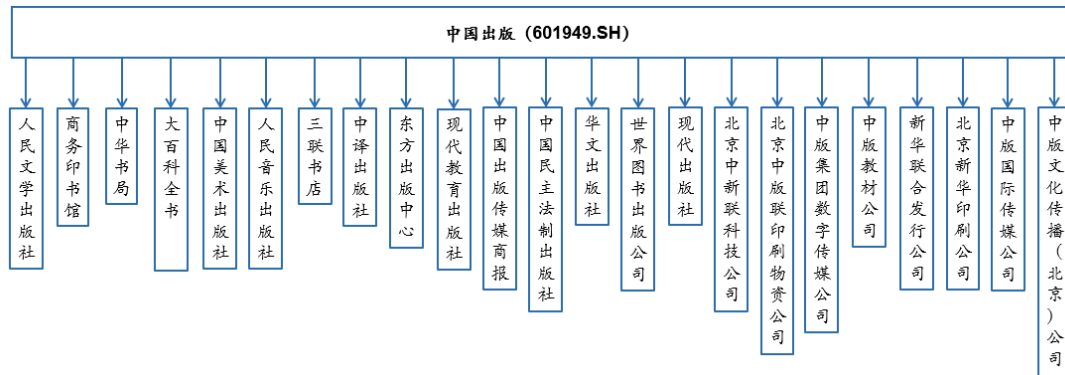 中国出版（601949.SH）
人民文学出版社
商务印书馆
中华书局
大百科全书
中国美术出版社
人民音乐出版社
三联书店
中译出版社
东方出版中心
现代教育出版社
中国出版传媒商报
中国民主法制出版社
华文出版社
世界图书出版公司
现代出版社
北京中新联科技公司
北京中版联印刷物资公司
中版集团数字传媒公司
中版教材公司
新华联合发行公司
北京新华印刷公司
中版国际传媒公司
中版文化传播（北京）公司